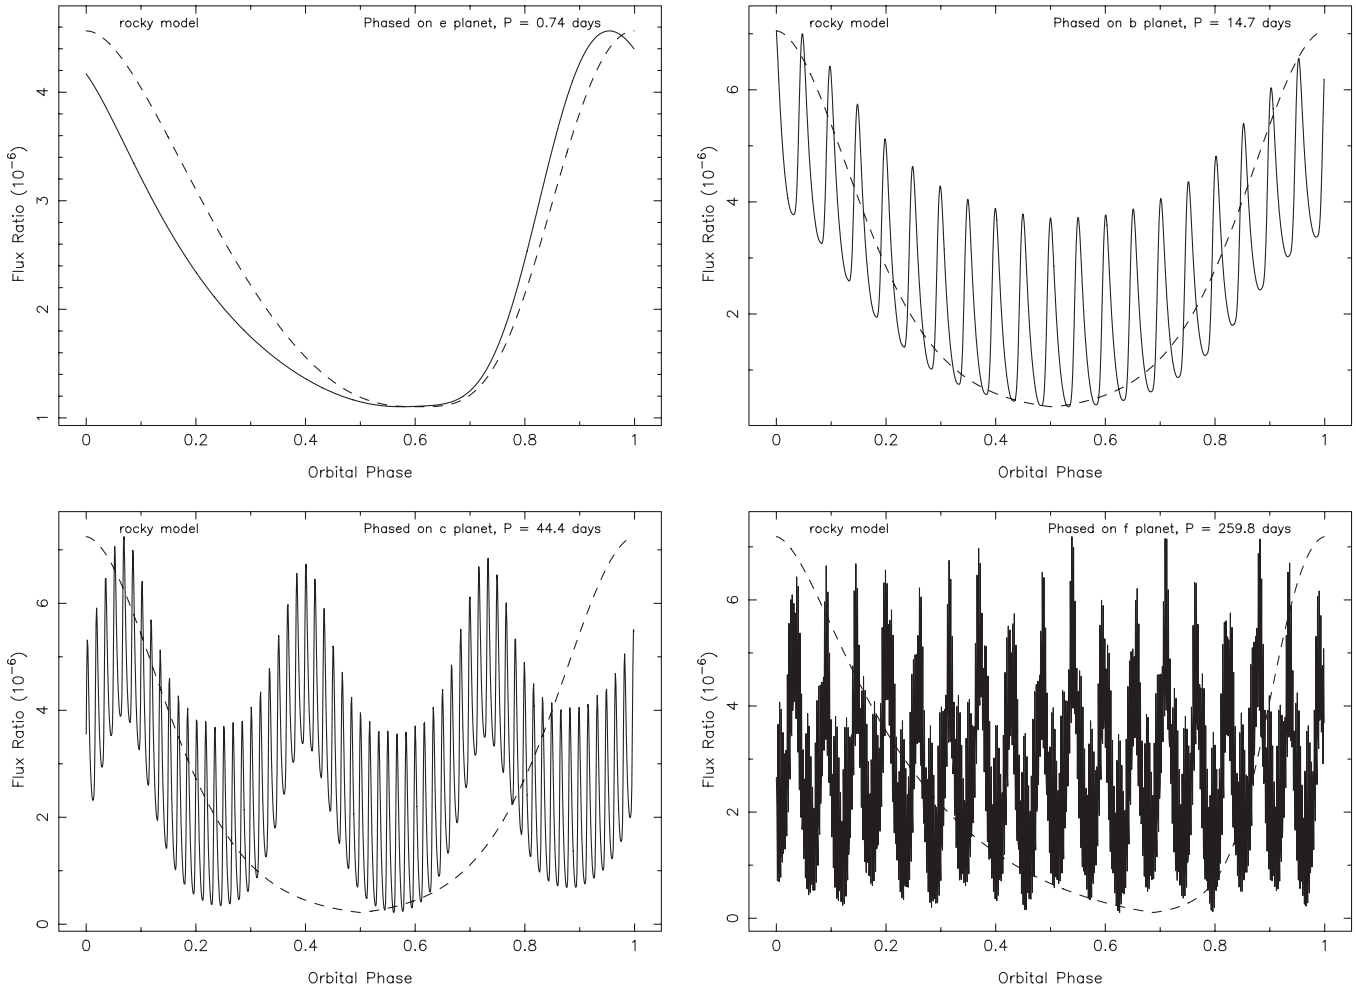 rocky model
Phased on e planet, P = 0.74 days
4
3
2
1
Flux Ratio (10⁻⁶)
0 0.2 0.4 0.6 0.8 1
Orbital Phase
rocky model
Phased on b planet, P = 14.7 days
6
4
2
Flux Ratio (10⁻⁶)
0 0.2 0.4 0.6 0.8 1
Orbital Phase
rocky model
Phased on c planet, P = 44.4 days
6
4
2
0
Flux Ratio (10⁻⁶)
0 0.2 0.4 0.6 0.8 1
Orbital Phase
rocky model
Phased on f planet, P = 259.8 days
6
4
2
0
Flux Ratio (10⁻⁶)
0 0.2 0.4 0.6 0.8 1
Orbital Phase